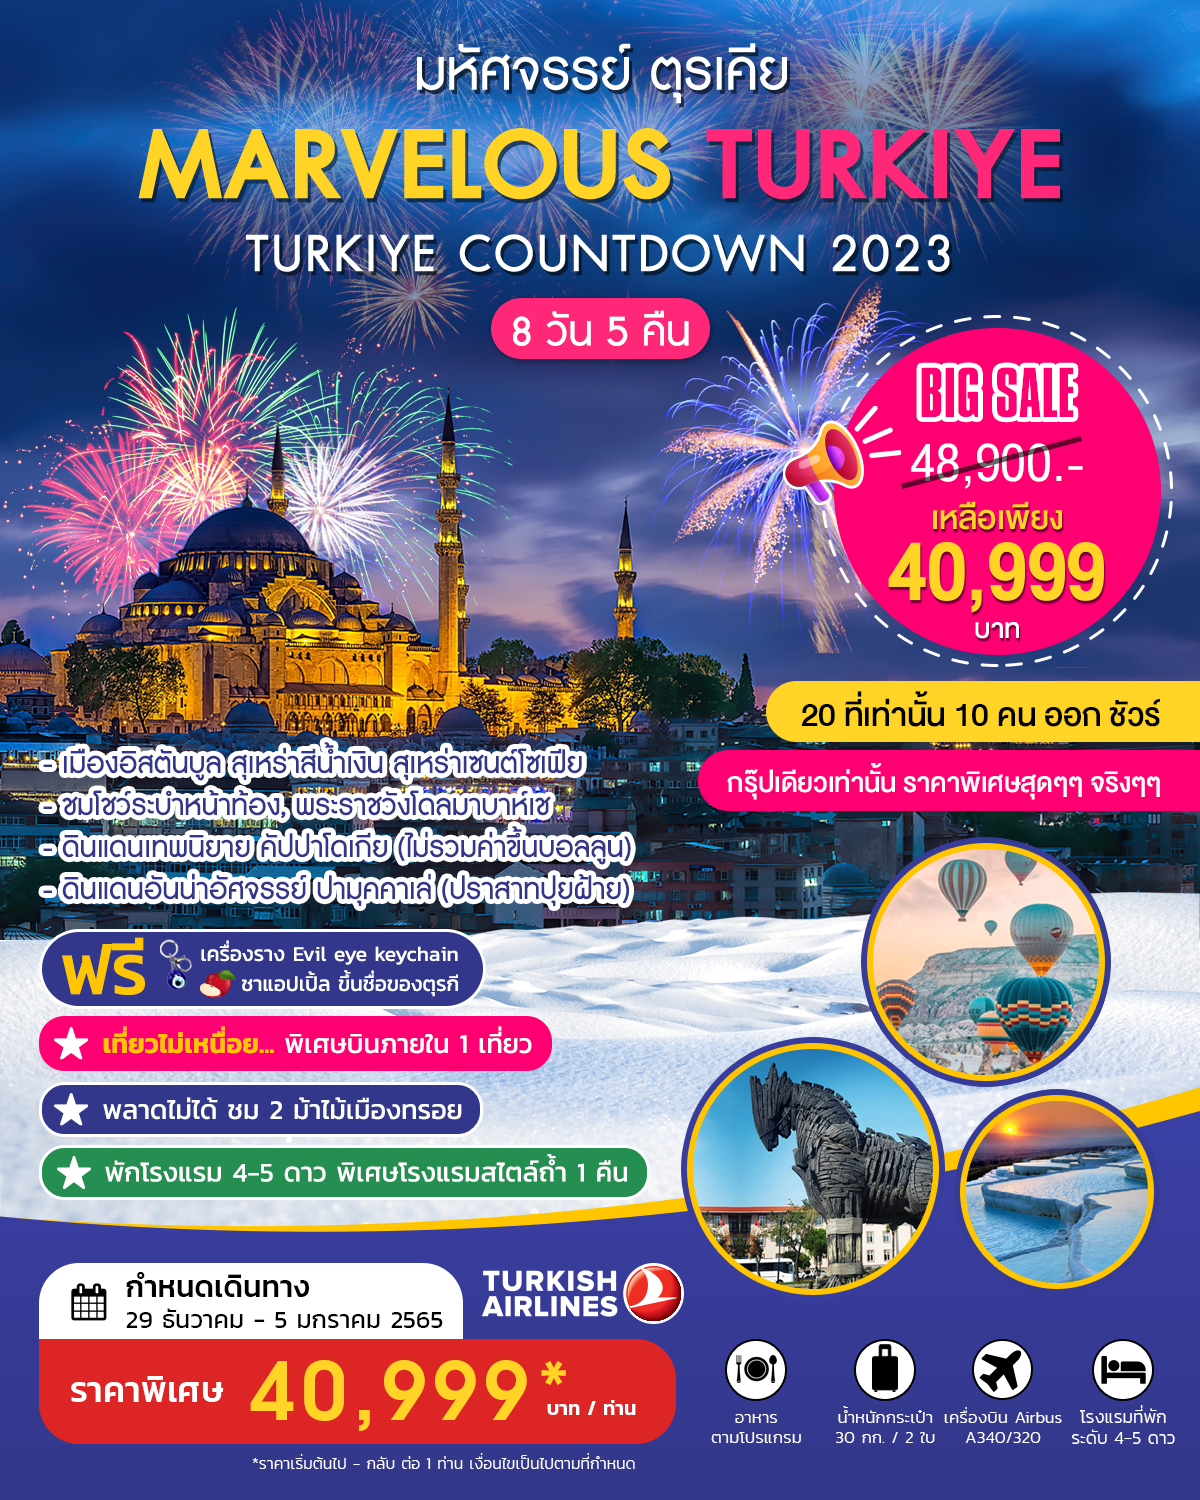 มหัศจรรย์ ตุรเคีย
MARVELOUS TURKIYE
TURKIYE COUNTDOWN 2023
8 วัน 5 คืน
BIG SALE
48,900.-
เหลือเพียง
40,999
บาท
20 ที่เท่านั้น 10 คน ออก ชัวร์
กรุ๊ปเดียวเท่านั้น ราคาพิเศษสุดๆๆ จริงๆๆ
- เมืองอิสตันบูล สุเหร่าสีน้ำเงิน สุเหร่าเซนต์โซเฟีย
- ชมโชว์ระบำหน้าท้อง, พระราชวังโดลมาบาห์เช
- ดินแดนเทพนิยาย คัปปาโดเกีย (ไม่รวมค่าขึ้นบอลลูน)
- ดินแดนอันน่าอัศจรรย์ ปามุคคาเล่ (ปราสาทปุยฝ้าย)
ฟรี เครื่องราง Evil eye keychain
ชาแอปเปิ้ล ขึ้นชื่อของตุรกี
เที่ยวไม่เหนื่อย... พิเศษบินภายใน 1 เที่ยว
พลาดไม่ได้ ชม 2 ม้าไม้เมืองทรอย
พักโรงแรม 4-5 ดาว พิเศษโรงแรมสไตล์ถ้ำ 1 คืน
กำหนดเดินทาง
29 ธันวาคม - 5 มกราคม 2565
TURKISH
AIRLINES
ราคาพิเศษ 40,999*
บาท / ท่าน
*ราคาเริ่มต้นไป - กลับ ต่อ 1 ท่าน เงื่อนไขเป็นไปตามที่กำหนด
อาหาร
ตามโปรแกรม
น้ำหนักกระเป๋า
30 กก. / 2 ใบ
เครื่องบิน Airbus
A340/320
โรงแรมที่พัก
ระดับ 4-5 ดาว